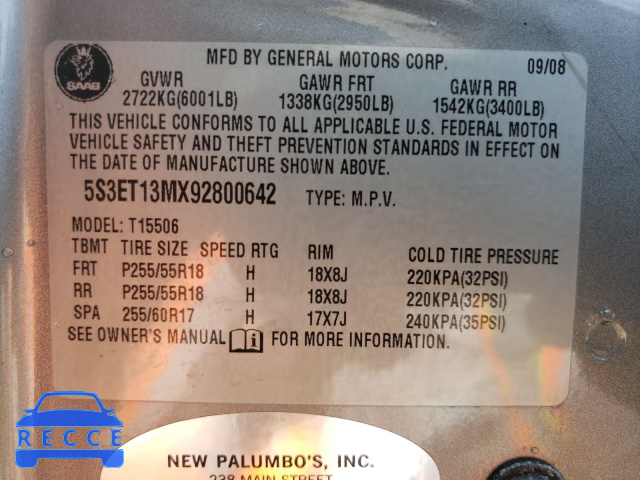 MFD BY GENERAL MOTORS CORP. 09/08
SAAB
GVWR GAWR FRT GAWR RR
2722KG(6001LB) 1338KG(2950LB) 1542KG(3400LB)
THIS VEHICLE CONFORMS TO ALL APPLICABLE U.S. FEDERAL MOTOR
VEHICLE SAFETY AND THEFT PREVENTION STANDARDS IN EFFECT ON
THE DATE OF MANUFACTURE SHOWN ABOVE.
5S3ET13MX92800642 TYPE: M.P.V.
MODEL: T15506
TBMT TIRE SIZE SPEED RTG RIM COLD TIRE PRESSURE
FRT P255/55R18 H 18X8J 220KPA(32PSI)
RR P255/55R18 H 18X8J 220KPA(32PSI)
SPA 255/60R17 H 17X7J 240KPA(35PSI)
SEE OWNER'S MANUAL i FOR MORE INFORMATION.
RECCE
NEW PALUMBO'S, INC.
238 MAIN STREET